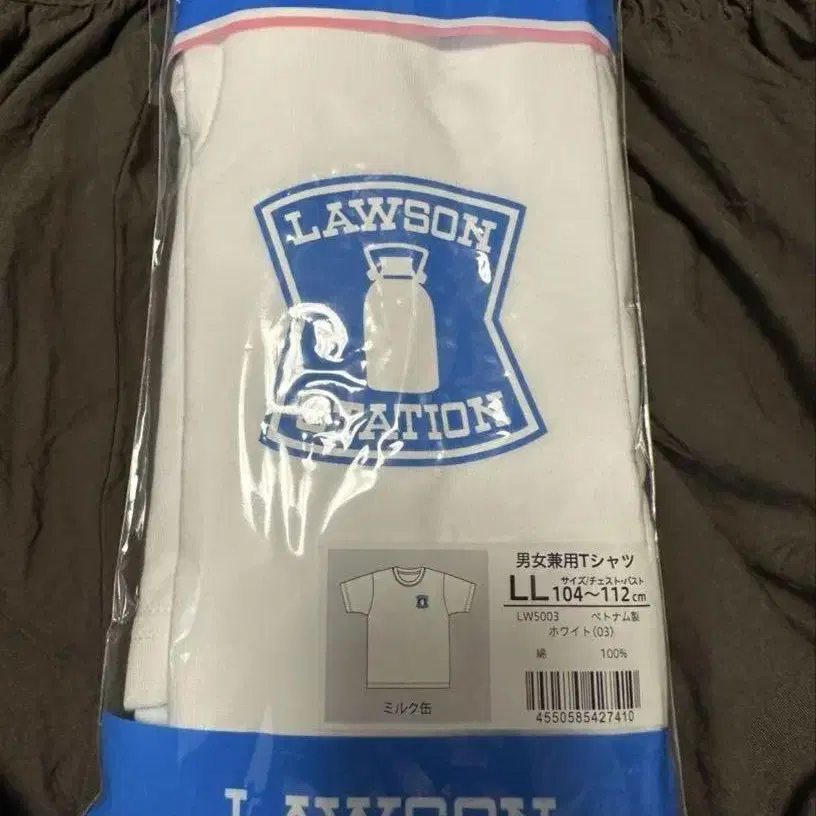 LAWSON
STATION
男女兼用Tシャツ
LL サイズ/チェスト・バスト
104~112cm
LW5003 ベトナム製
ホワイト(03)
綿 100%
ミルク缶
4550585427410
LAWSON